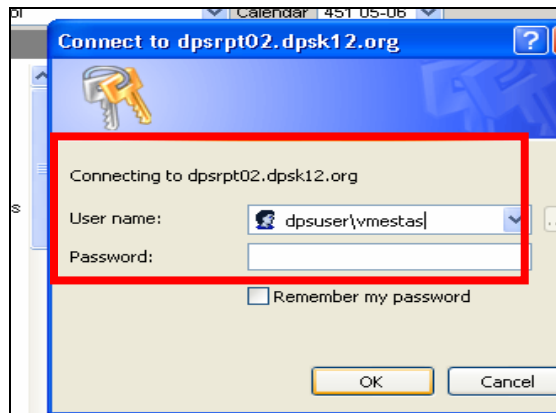 ol Calendar 451 05-06
Connect to dpsrpt02.dpsk12.org ?
s
Connecting to dpsrpt02.dpsk12.org
User name: dpsuser\vmestas
Password:
Remember my password
OK Cancel